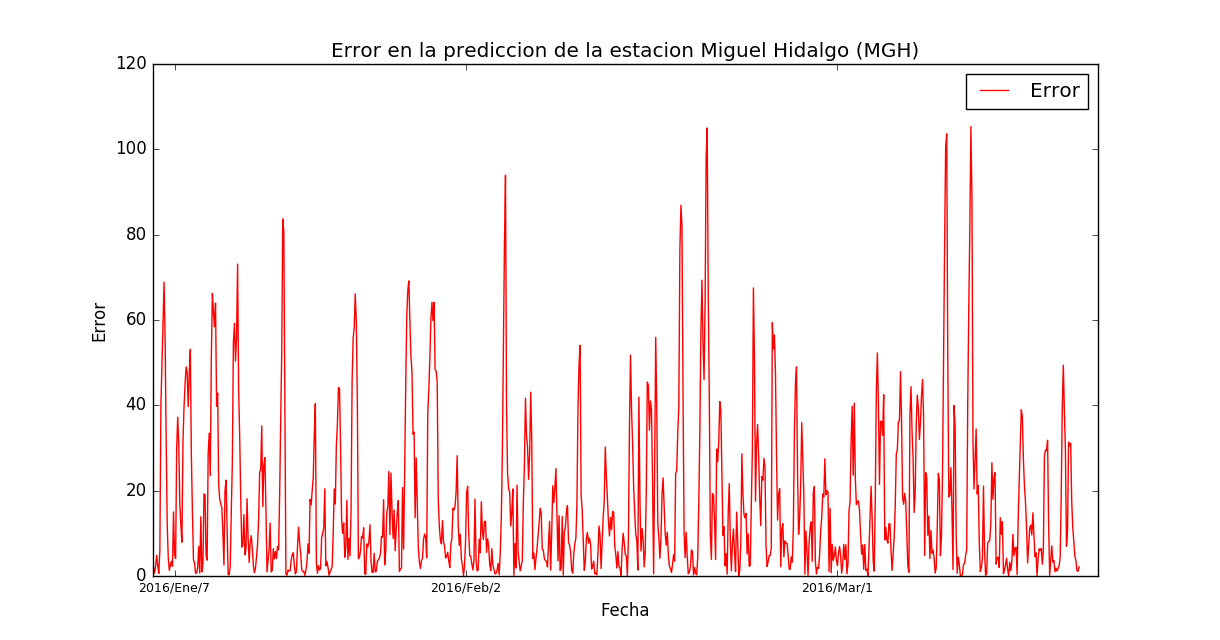 Error en la prediccion de la estacion Miguel Hidalgo (MGH)
120
Error
100
80
60
Error
40
20
0
2016/Ene/7 2016/Feb/2 2016/Mar/1
Fecha